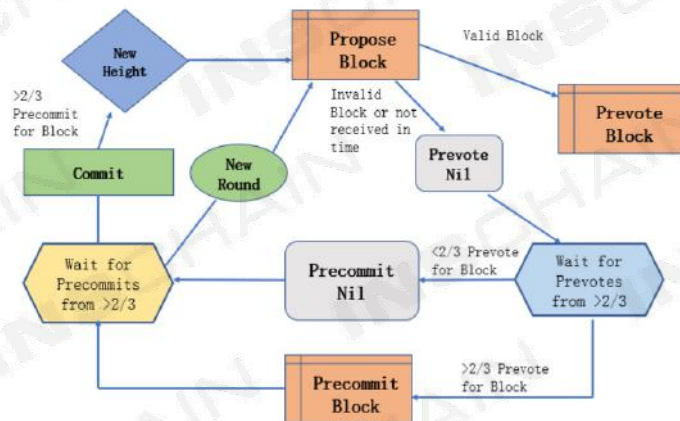 New
Height
Propose
Block
Valid Block
>2/3
Precommit
for Block
Invalid
Block or not
received in
time
Prevote
Block
Prevote
Nil
Commit
New
Round
Wait for
Precommits
from >2/3
Precommit
Nil
<2/3 Prevote
for Block
Wait for
Prevotes
from >2/3
>2/3 Prevote
for Block
Precommit
Block
INSCHAIN